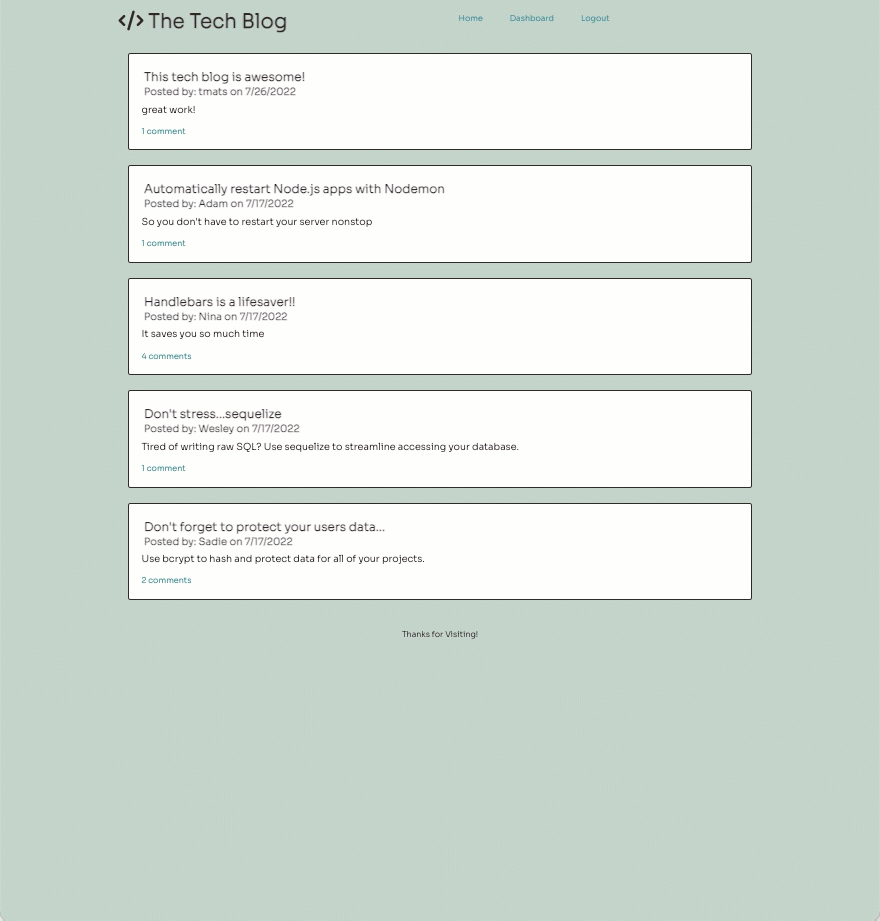 </> The Tech Blog
Home Dashboard Logout
This tech blog is awesome!
Posted by: tmats on 7/26/2022
great work!
1 comment
Automatically restart Node.js apps with Nodemon
Posted by: Adam on 7/17/2022
So you don't have to restart your server nonstop
1 comment
Handlebars is a lifesaver!!
Posted by: Nina on 7/17/2022
It saves you so much time
4 comments
Don't stress...sequelize
Posted by: Wesley on 7/17/2022
Tired of writing raw SQL? Use sequelize to streamline accessing your database.
1 comment
Don't forget to protect your users data...
Posted by: Sadie on 7/17/2022
Use bcrypt to hash and protect data for all of your projects.
2 comments
Thanks for Visiting!